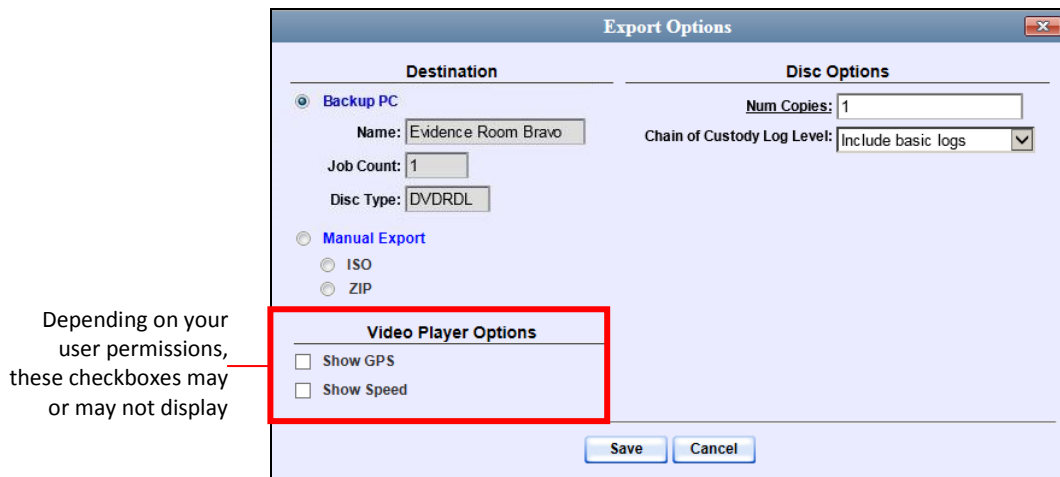 Export Options
Destination
Backup PC
Name: Evidence Room Bravo
Job Count: 1
Disc Type: DVDRDL
Manual Export
ISO
ZIP
Disc Options
Num Copies: 1
Chain of Custody Log Level: Include basic logs
Depending on your
user permissions,
these checkboxes may
or may not display
Video Player Options
Show GPS
Show Speed
Save Cancel